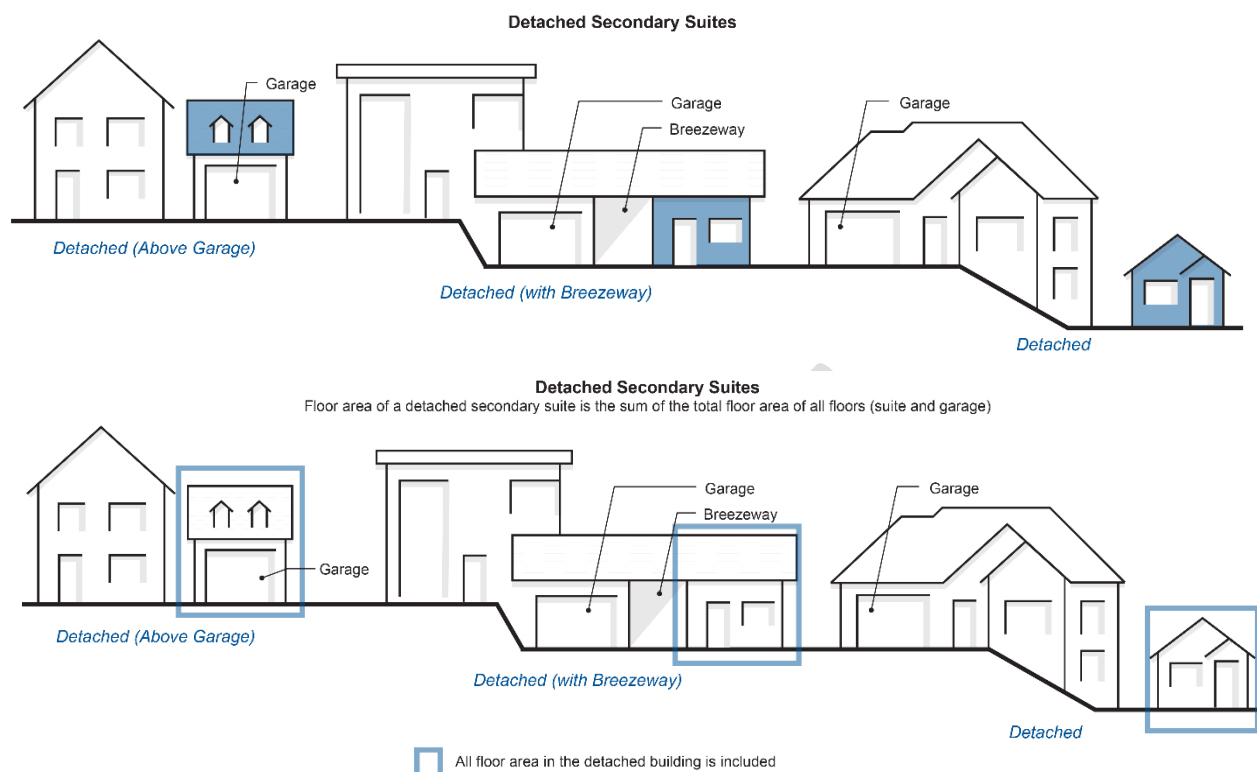 Detached Secondary Suites
Garage
Garage
Breezeway
Garage
Detached (Above Garage)
Detached (with Breezeway)
Detached
Detached Secondary Suites
Floor area of a detached secondary suite is the sum of the total floor area of all floors (suite and garage)
Garage
Garage
Breezeway
Garage
Detached (Above Garage)
Detached (with Breezeway)
Detached
All floor area in the detached building is included